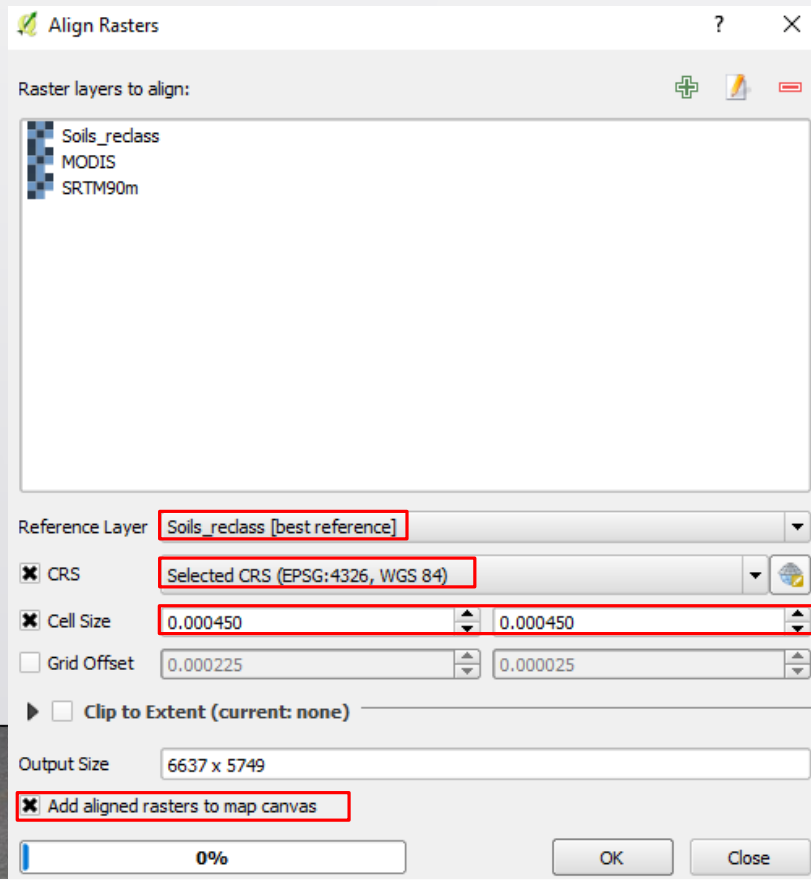 Align Rasters ?
Raster layers to align:
Soils_reclass
MODIS
SRTM90m
Reference Layer Soils_reclass [best reference]
CRS Selected CRS (EPSG:4326, WGS 84)
Cell Size 0.000450 0.000450
Grid Offset 0.000225 0.000025
Clip to Extent (current: none)
Output Size 6637 x 5749
Add aligned rasters to map canvas
0% OK Close